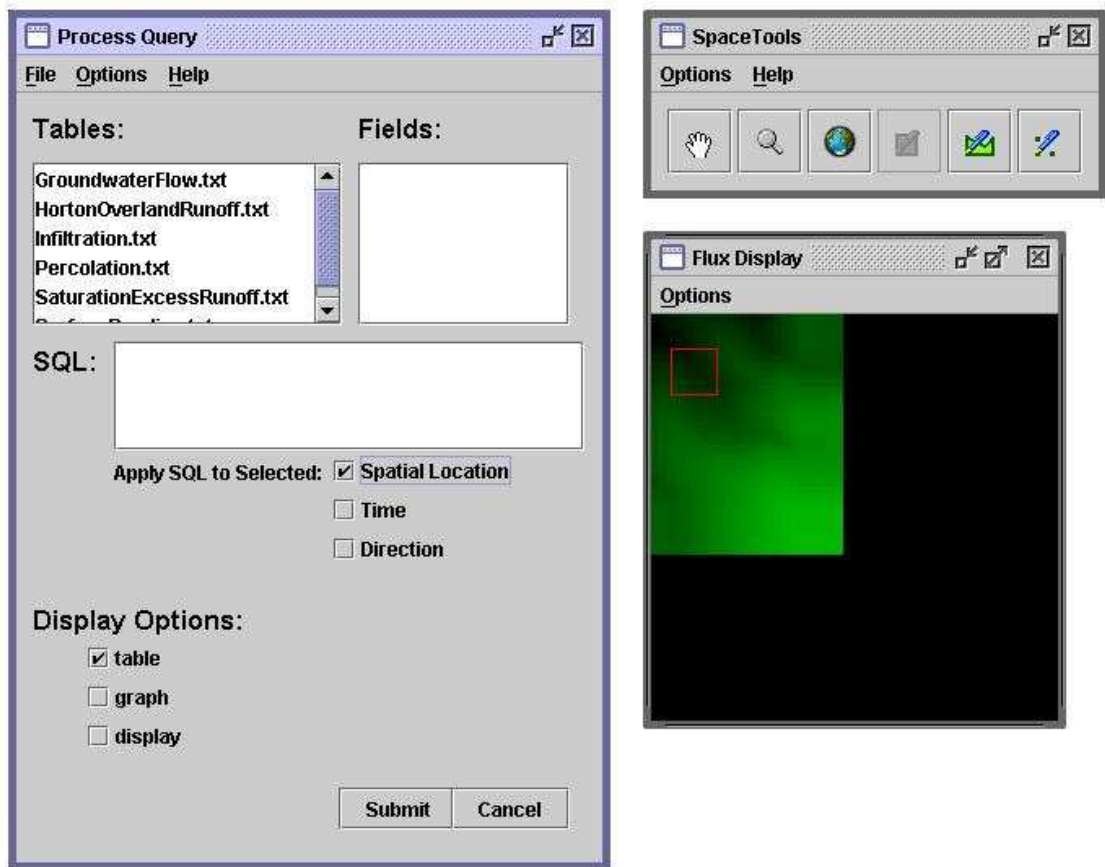 Process Query
File Options Help
Tables:
Fields:
GroundwaterFlow.txt
HortonOverlandRunoff.txt
Infiltration.txt
Percolation.txt
SaturationExcessRunoff.txt
SQL:
Apply SQL to Selected:
Spatial Location
Time
Direction
Display Options:
table
graph
display
Submit
Cancel
SpaceTools
Options Help
Flux Display
Options